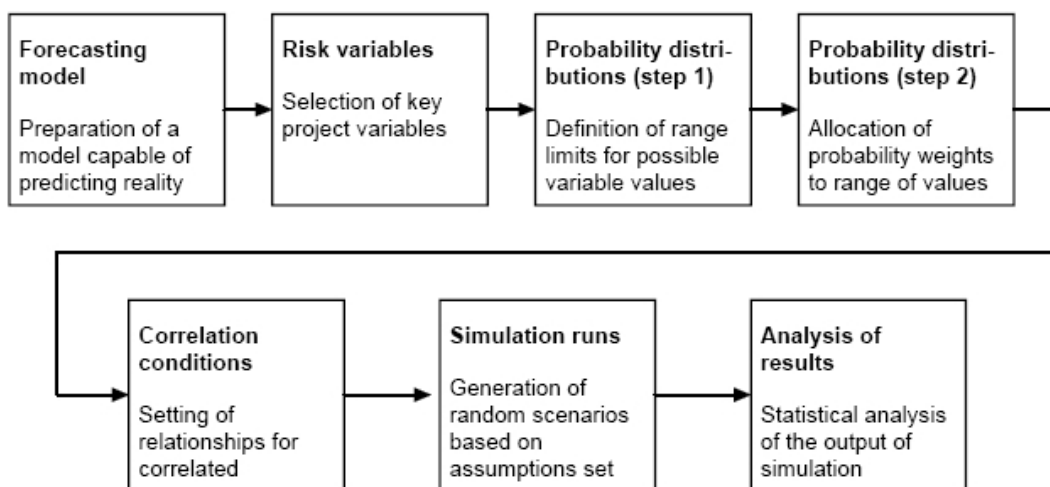 Forecasting
model
Preparation of a
model capable of
predicting reality
Risk variables
Selection of key
project variables
Probability distri-
butions (step 1)
Definition of range
limits for possible
variable values
Probability distri-
butions (step 2)
Allocation of
probability weights
to range of values
Correlation
conditions
Setting of
relationships for
correlated
Simulation runs
Generation of
random scenarios
based on
assumptions set
Analysis of
results
Statistical analysis
of the output of
simulation